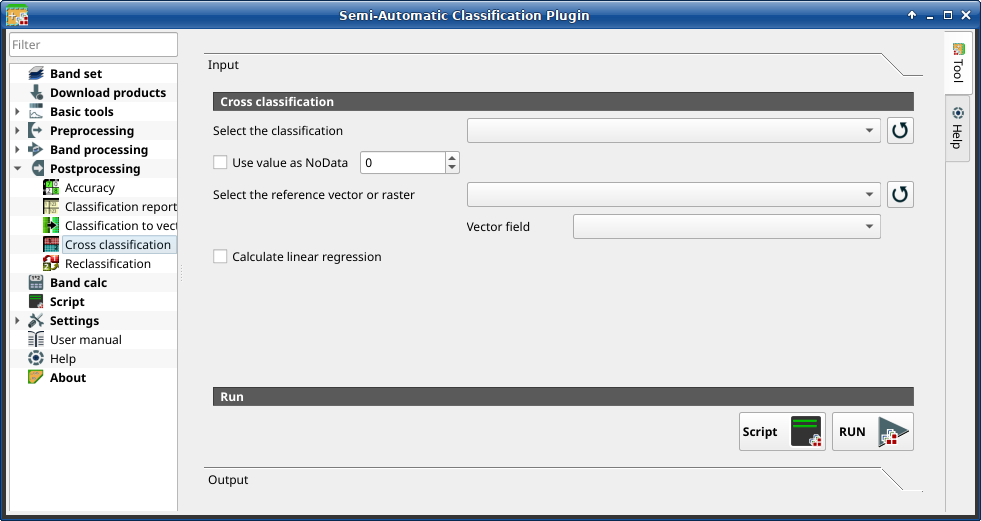 Semi-Automatic Classification Plugin
Filter
Band set
Download products
Basic tools
Preprocessing
Band processing
Postprocessing
Accuracy
Classification report
Classification to vect
Cross classification
Reclassification
Band calc
Script
Settings
User manual
Help
About
Input
Cross classification
Select the classification
Use value as NoData 0
Select the reference vector or raster
Vector field
Calculate linear regression
Run
Script RUN
Output
Tool
Help